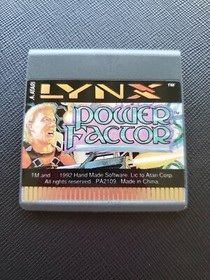 ATARI
LYNX
TM
POWER
FACTOR
TM and 1992 Hand Made Software. Lic to Atari Corp.
All rights reserved. PA2103. Made in China.